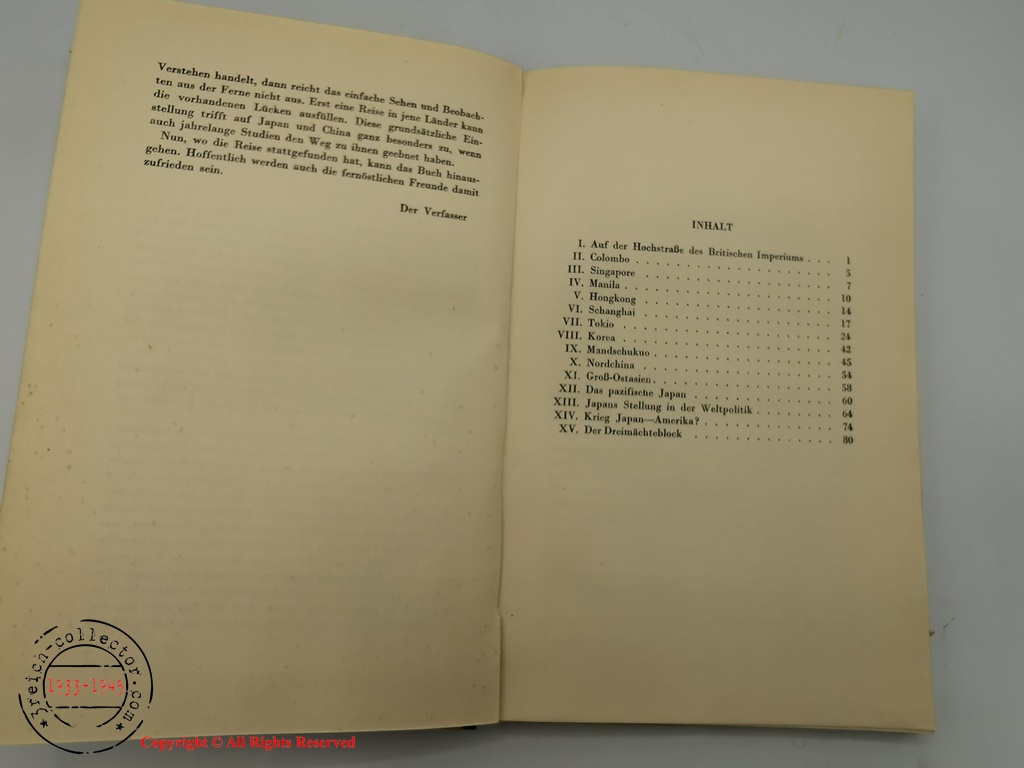 Verstehen handelt, dann reicht das einfache Sehen und Beobach-
ten aus der Ferne nicht aus. Erst eine Reise in jene Länder kann
die vorhandenen Lücken ausfüllen. Diese grundsätzliche Ein-
stellung trifft auf Japan und China ganz besonders zu, wenn
auch jahrelange Studien den Weg zu ihnen geebnet haben.
Nun, wo die Reise stattgefunden hat, kann das Buch hinaus-
gehen. Hoffentlich werden auch die fernöstlichen Freunde damit
zufrieden sein.
Der Verfasser
INHALT
I. Auf der Hochstraße des Britischen Imperiums . . . 1
II. Colombo . . . . . . . . . . . . . . . . 5
III. Singapore . . . . . . . . . . . . . . . 7
IV. Manila . . . . . . . . . . . . . . . . 10
V. Hongkong . . . . . . . . . . . . . . . 14
VI. Schanghai . . . . . . . . . . . . . . . 17
VII. Tokio . . . . . . . . . . . . . . . . 24
VIII. Korea . . . . . . . . . . . . . . . . 42
IX. Mandschukuo . . . . . . . . . . . . . . 45
X. Nordchina . . . . . . . . . . . . . . . 54
XI. Groß-Ostasien . . . . . . . . . . . . . . 58
XII. Das pazifische Japan . . . . . . . . . . . 60
XIII. Japans Stellung in der Weltpolitik . . . . . . 64
XIV. Krieg Japan—Amerika? . . . . . . . . . . 74
XV. Der Dreimächteblock . . . . . . . . . . . 80
3reich-collector.com
1933-1945
Copyright © All Rights Reserved